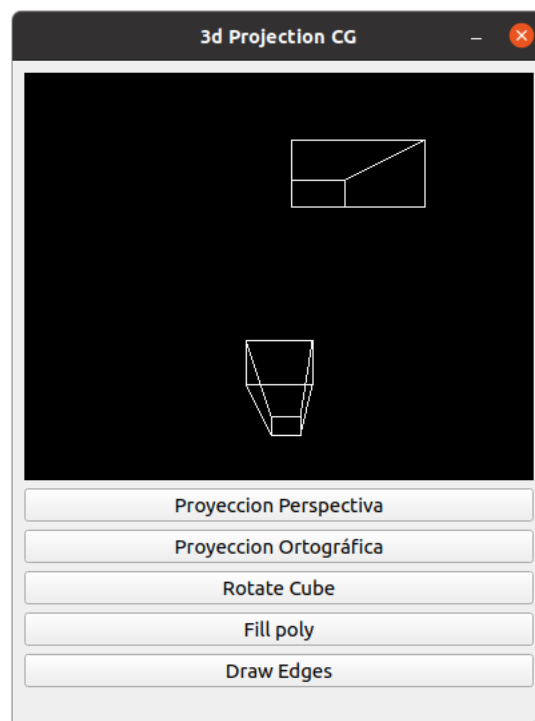 3d Projection CG
Proyeccion Perspectiva
Proyeccion Ortográfica
Rotate Cube
Fill poly
Draw Edges